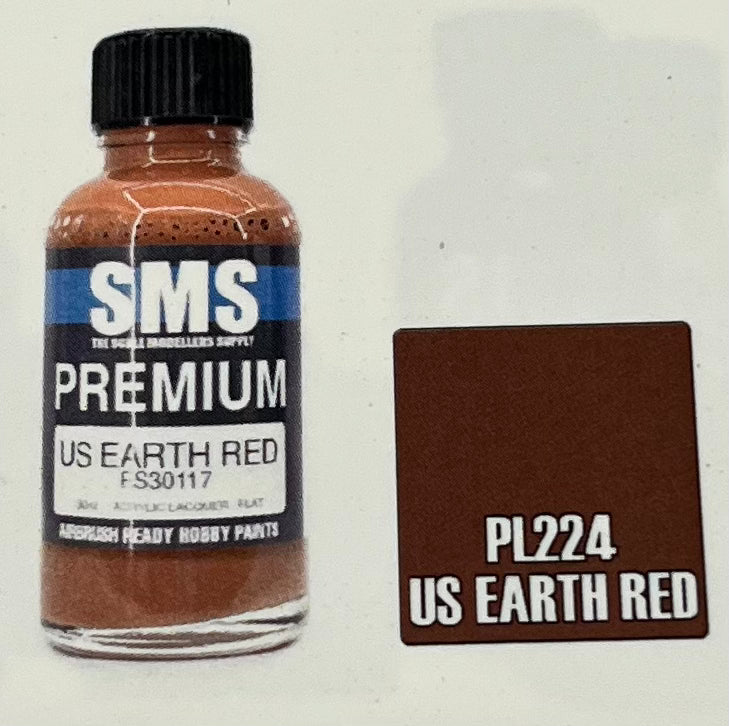 SMS
THE SCALE MODELLERS SUPPLY
PREMIUM
US EARTH RED
FS30117
30ml ACRYLIC LACQUER FLAT
AIRBRUSH READY HOBBY PAINTS
PL224
US EARTH RED